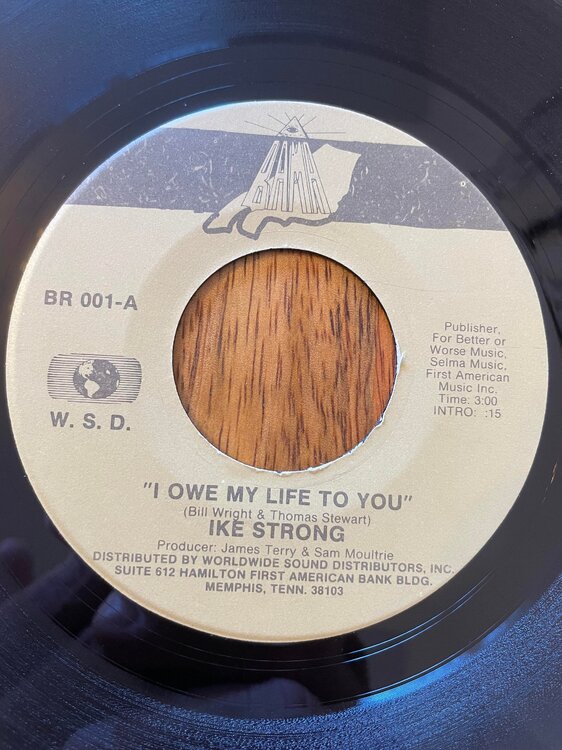 BAMA
BR 001-A
W. S. D.
Publisher,
For Better or
Worse Music,
Selma Music,
First American
Music Inc.
Time: 3:00
INTRO: :15
"I OWE MY LIFE TO YOU"
(Bill Wright & Thomas Stewart)
IKE STRONG
Producer: James Terry & Sam Moultrie
DISTRIBUTED BY WORLDWIDE SOUND DISTRIBUTORS, INC.
SUITE 612 HAMILTON FIRST AMERICAN BANK BLDG.
MEMPHIS, TENN. 38103